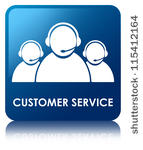 CUSTOMER SERVICE
shutterstock · 115412164